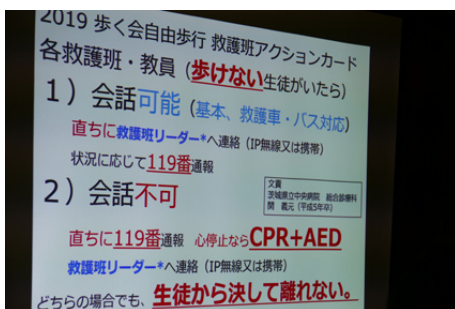 2019 歩く会自由歩行 救護班アクションカード
各救護班・教員（歩けない生徒がいたら）
1）会話可能（基本、救護車・バス対応）
直ちに救護班リーダー*へ連絡（IP無線又は携帯）
状況に応じて119番通報
2）会話不可
文責
茨城県立中央病院 総合診療科
関 義元（平成5年卒）
直ちに119番通報 心停止ならCPR+AED
救護班リーダー*へ連絡（IP無線又は携帯）
どちらの場合でも、生徒から決して離れない。